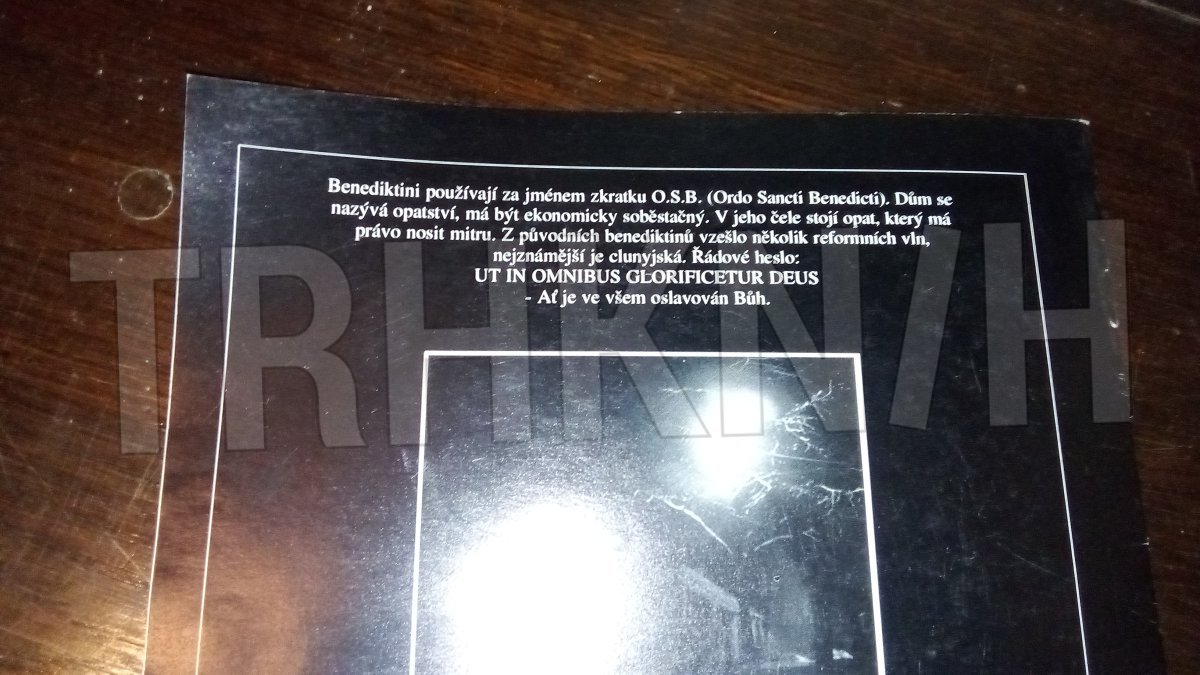 Benediktini používají za jménem zkratku O.S.B. (Ordo Sancti Benedicti). Dům se
nazývá opatství, má být ekonomicky soběstačný. V jeho čele stojí opat, který má
právo nosit mitru. Z původních benediktinů vzešlo několik reformních vln,
nejznámější je clunyjská. Řádové heslo:
UT IN OMNIBUS GLORIFICETUR DEUS
- Ať je ve všem oslavován Bůh.
TRHKN/H